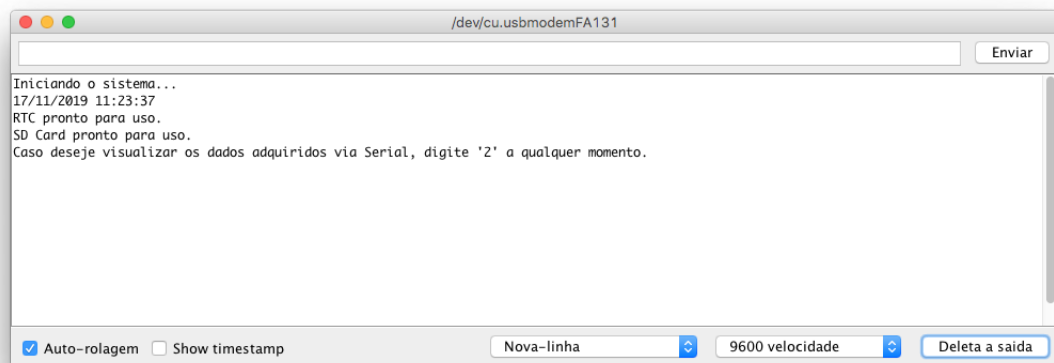 /dev/cu.usbmodemFA131
Enviar
Iniciando o sistema...
17/11/2019 11:23:37
RTC pronto para uso.
SD Card pronto para uso.
Caso deseje visualizar os dados adquiridos via Serial, digite '2' a qualquer momento.
Auto-rolagem Show timestamp Nova-linha 9600 velocidade Deleta a saida